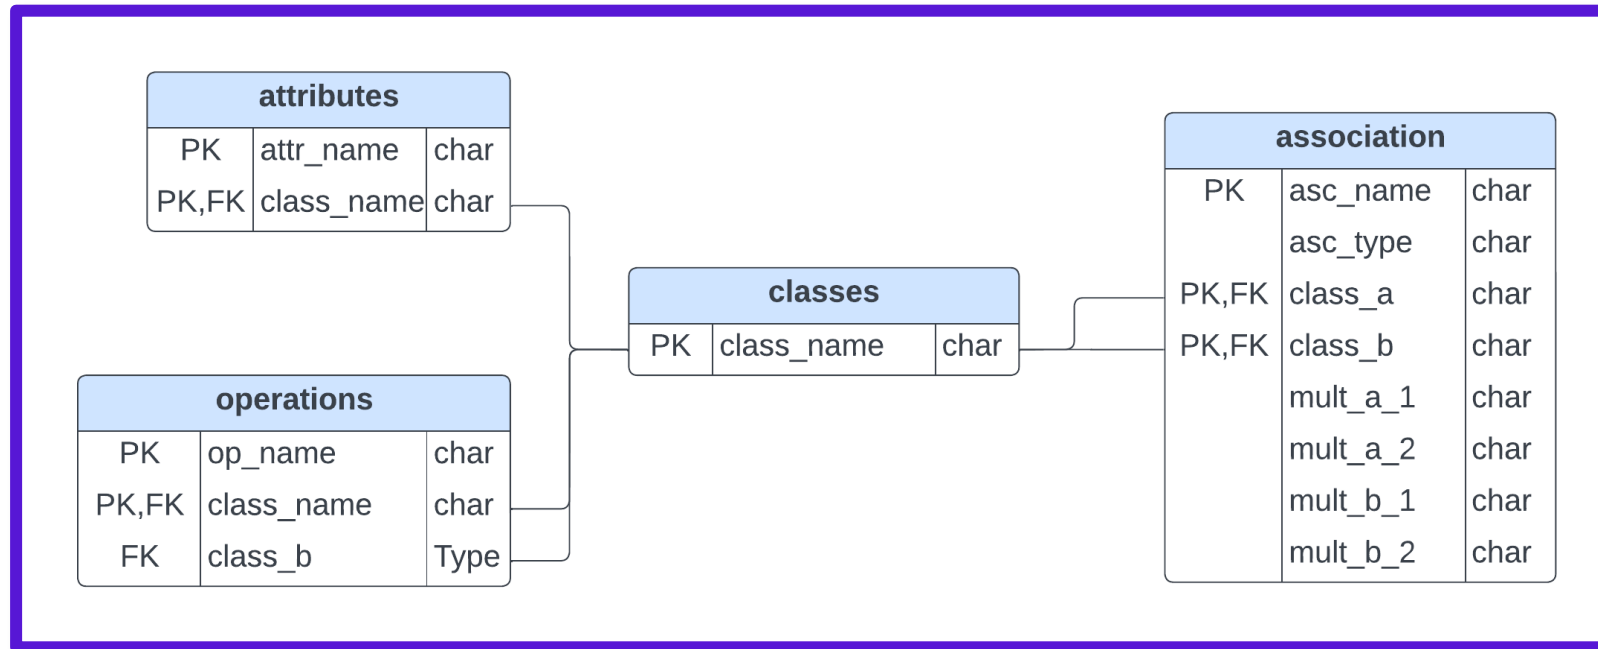 attributes
PK attr_name char
PK,FK class_name char
operations
PK op_name char
PK,FK class_name char
FK class_b Type
classes
PK class_name char
association
PK asc_name char
asc_type char
PK,FK class_a char
PK,FK class_b char
mult_a_1 char
mult_a_2 char
mult_b_1 char
mult_b_2 char